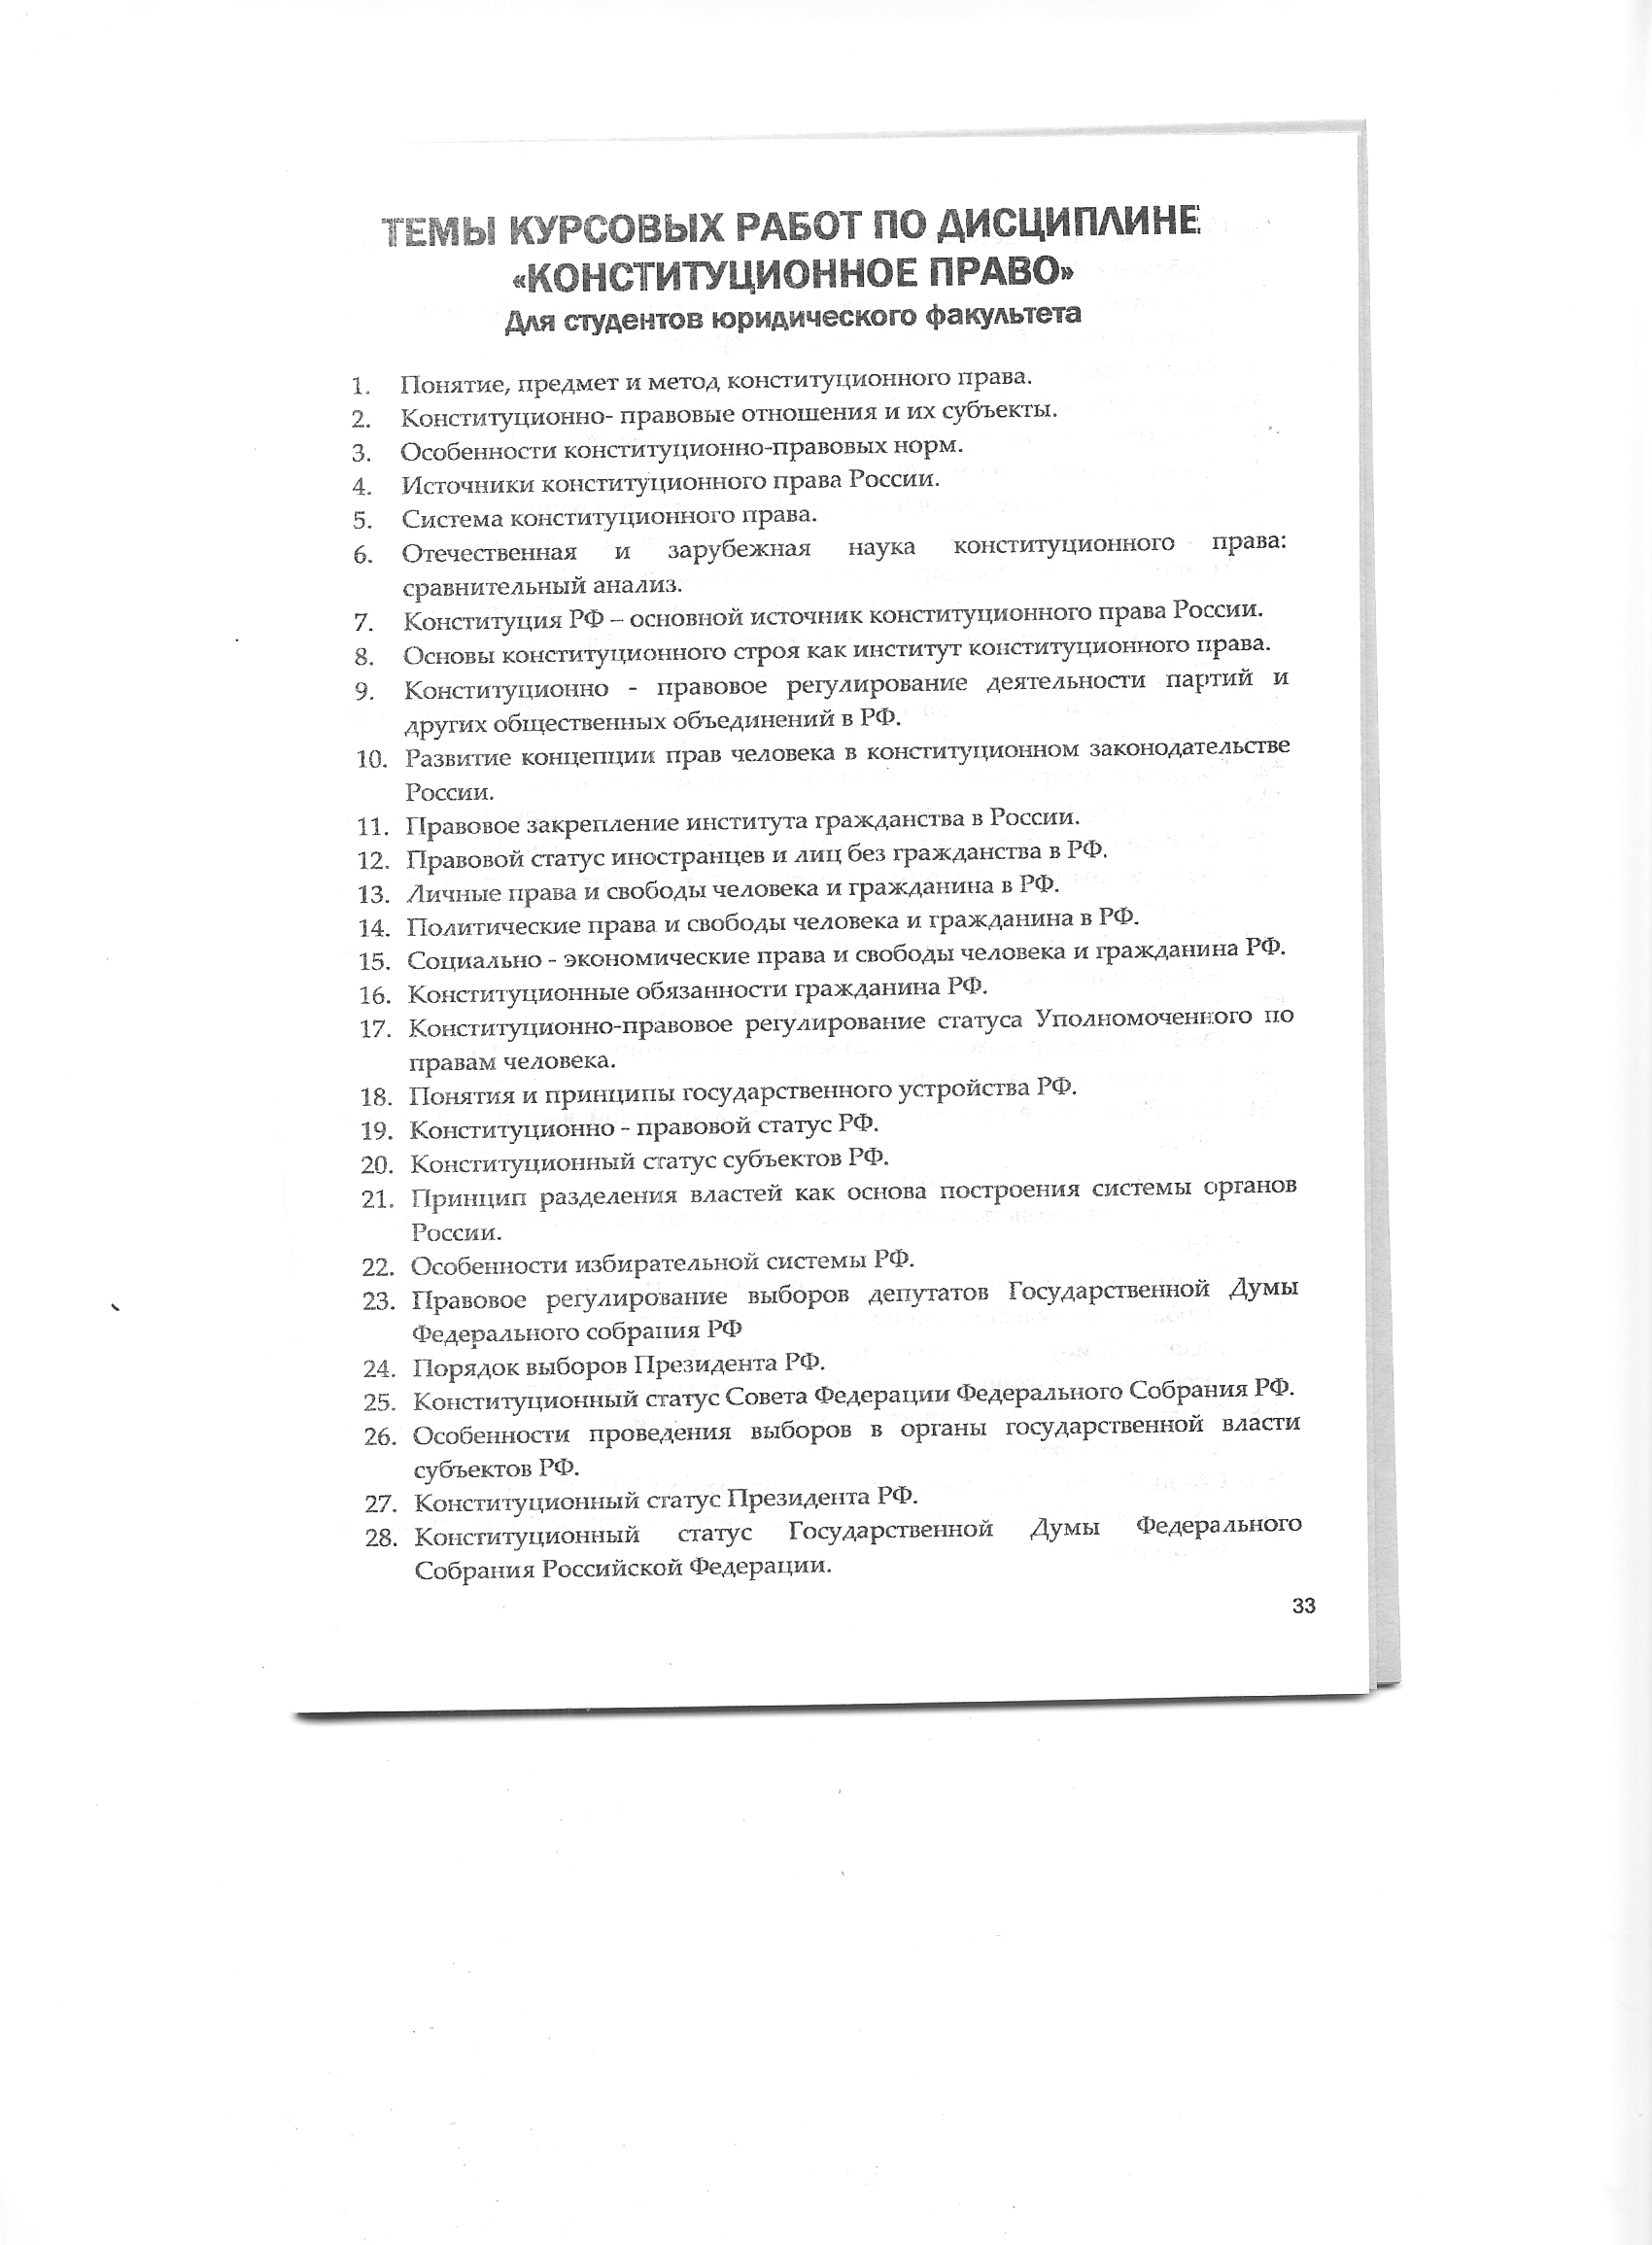 ТЕМЫ КУРСОВЫХ РАБОТ ПО ДИСЦИПЛИНЕ
«КОНСТИТУЦИОННОЕ ПРАВО»
Для студентов юридического факультета
1. Понятие, предмет и метод конституционного права.
2. Конституционно- правовые отношения и их субъекты.
3. Особенности конституционно-правовых норм.
4. Источники конституционного права России.
5. Система конституционного права.
6. Отечественная и зарубежная наука конституционного права:
сравнительный анализ.
7. Конституция РФ – основной источник конституционного права России.
8. Основы конституционного строя как институт конституционного права.
9. Конституционно - правовое регулирование деятельности партий и
других общественных объединений в РФ.
10. Развитие концепции прав человека в конституционном законодательстве
России.
11. Правовое закрепление института гражданства в России.
12. Правовой статус иностранцев и лиц без гражданства в РФ.
13. Личные права и свободы человека и гражданина в РФ.
14. Политические права и свободы человека и гражданина в РФ.
15. Социально - экономические права и свободы человека и гражданина РФ.
16. Конституционные обязанности гражданина РФ.
17. Конституционно-правовое регулирование статуса Уполномоченного по
правам человека.
18. Понятия и принципы государственного устройства РФ.
19. Конституционно - правовой статус РФ.
20. Конституционный статус субъектов РФ.
21. Принцип разделения властей как основа построения системы органов
России.
22. Особенности избирательной системы РФ.
23. Правовое регулирование выборов депутатов Государственной Думы
Федерального собрания РФ
24. Порядок выборов Президента РФ.
25. Конституционный статус Совета Федерации Федерального Собрания РФ.
26. Особенности проведения выборов в органы государственной власти
субъектов РФ.
27. Конституционный статус Президента РФ.
28. Конституционный статус Государственной Думы Федерального
Собрания Российской Федерации.
33